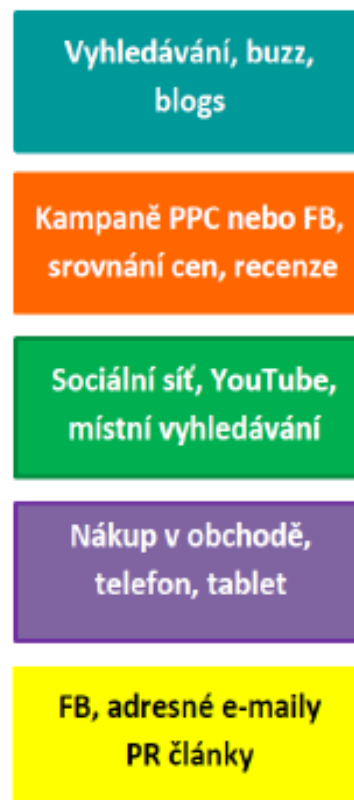 Vyhledávání, buzz,
blogs
Kampaně PPC nebo FB,
srovnání cen, recenze
Sociální síť, YouTube,
místní vyhledávání
Nákup v obchodě,
telefon, tablet
FB, adresné e-maily
PR články